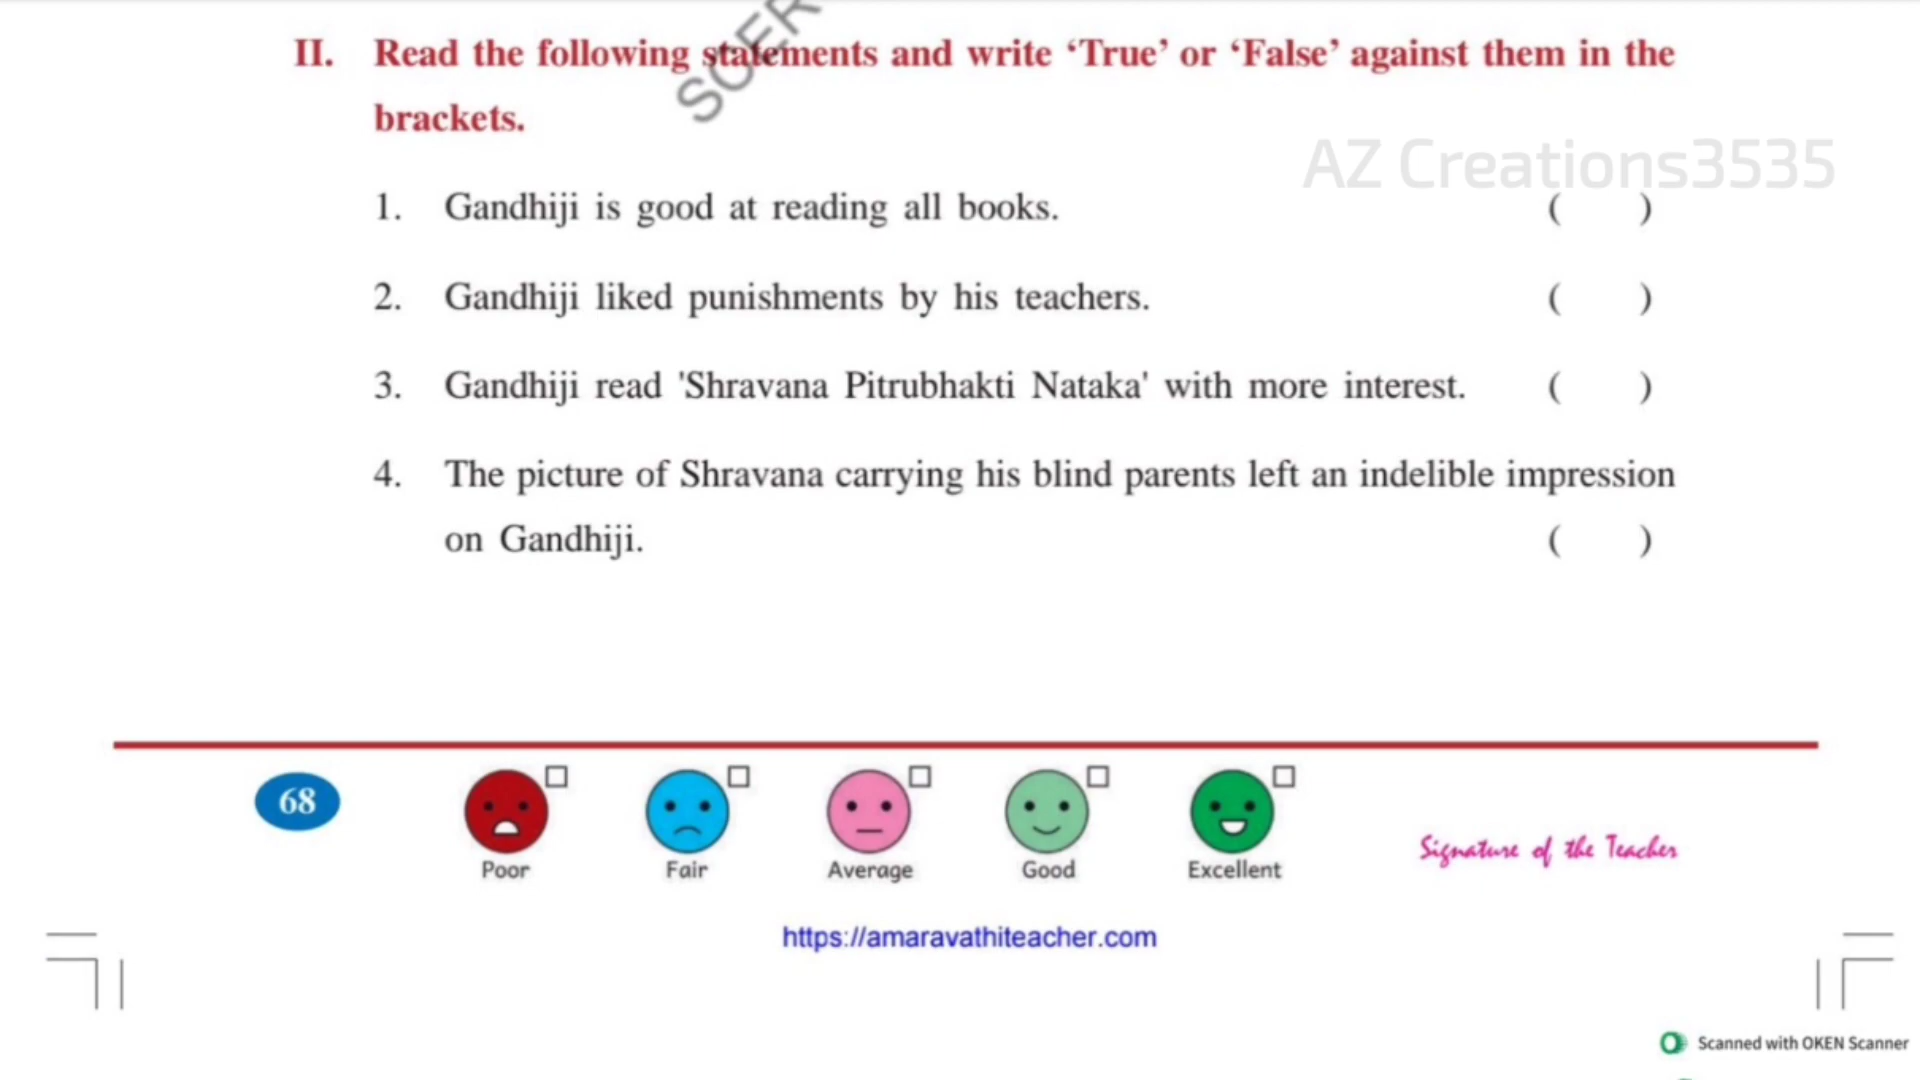 SCER
II. Read the following statements and write ‘True’ or ‘False’ against them in the
brackets.
AZ Creations3535
1. Gandhiji is good at reading all books. ( )
2. Gandhiji liked punishments by his teachers. ( )
3. Gandhiji read 'Shravana Pitrubhakti Nataka' with more interest. ( )
4. The picture of Shravana carrying his blind parents left an indelible impression
on Gandhiji. ( )
68
Poor Fair Average Good Excellent
Signature of the Teacher
https://amaravathiteacher.com
Scanned with OKEN Scanner